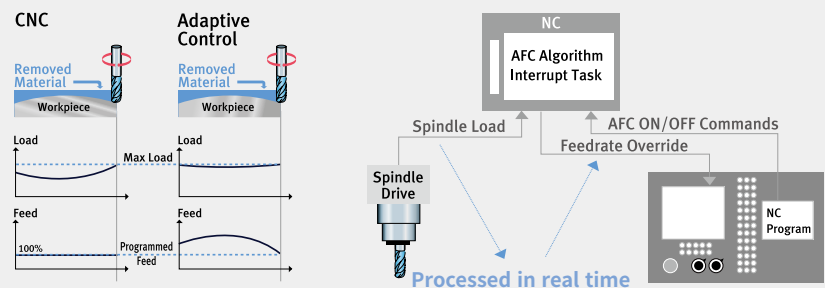 CNC
Adaptive
Control
Removed
Material
Workpiece
Removed
Material
Workpiece
Load
Max Load
Load
Feed
100%
Programmed
Feed
Feed
NC
AFC Algorithm
Interrupt Task
Spindle Load
AFC ON/OFF Commands
Feedrate Override
Spindle
Drive
NC
Program
Processed in real time